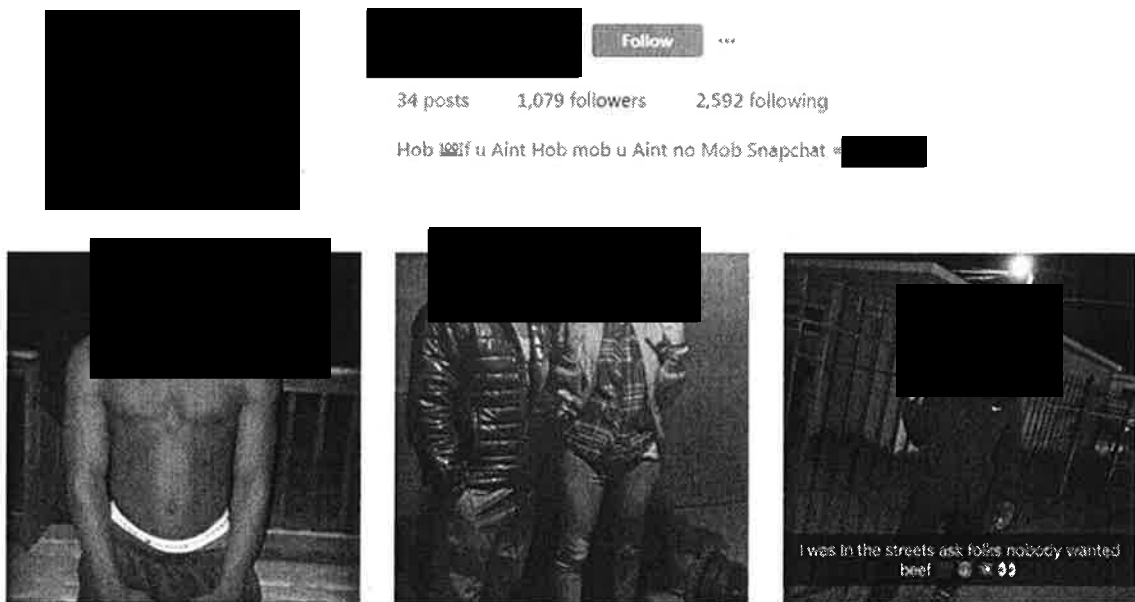 Follow
34 posts 1,079 followers 2,592 following
Hob 💯If u Aint Hob mob u Aint no Mob Snapchat =
I was in the streets ask folks nobody wanted
beef 👀